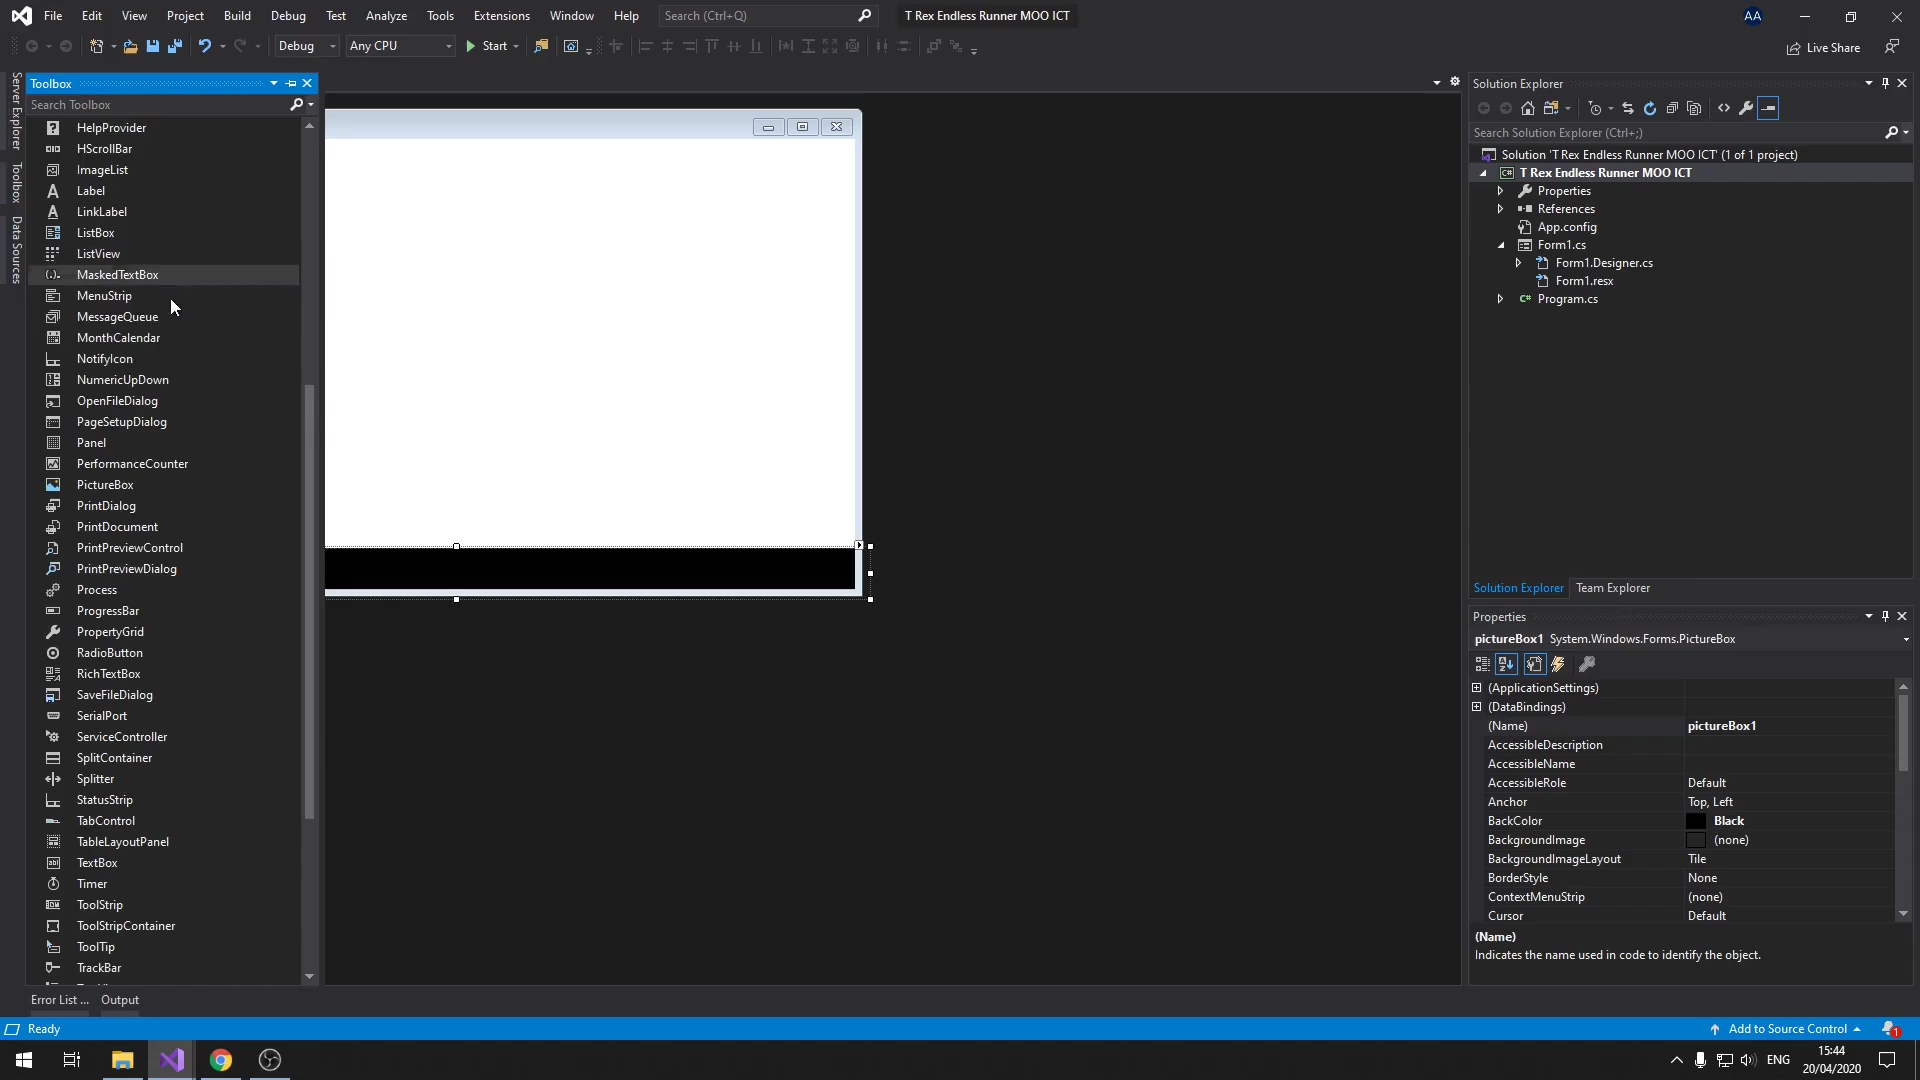 File Edit View Project Build Debug Test Analyze Tools Extensions Window Help Search (Ctrl+Q) T Rex Endless Runner MOO ICT AA
Debug Any CPU Start Live Share
Server Explorer
Toolbox
Data Sources
Toolbox
Search Toolbox
HelpProvider
HScrollBar
ImageList
Label
LinkLabel
ListBox
ListView
MaskedTextBox
MenuStrip
MessageQueue
MonthCalendar
NotifyIcon
NumericUpDown
OpenFileDialog
PageSetupDialog
Panel
PerformanceCounter
PictureBox
PrintDialog
PrintDocument
PrintPreviewControl
PrintPreviewDialog
Process
ProgressBar
PropertyGrid
RadioButton
RichTextBox
SaveFileDialog
SerialPort
ServiceController
SplitContainer
Splitter
StatusStrip
TabControl
TableLayoutPanel
TextBox
Timer
ToolStrip
ToolStripContainer
ToolTip
TrackBar
Solution Explorer
Search Solution Explorer (Ctrl+;)
Solution 'T Rex Endless Runner MOO ICT' (1 of 1 project)
T Rex Endless Runner MOO ICT
Properties
References
App.config
Form1.cs
Form1.Designer.cs
Form1.resx
Program.cs
Solution Explorer Team Explorer
Properties
pictureBox1 System.Windows.Forms.PictureBox
(ApplicationSettings)
(DataBindings)
(Name) pictureBox1
AccessibleDescription
AccessibleName
AccessibleRole Default
Anchor Top, Left
BackColor Black
BackgroundImage (none)
BackgroundImageLayout Tile
BorderStyle None
ContextMenuStrip (none)
Cursor Default
(Name)
Indicates the name used in code to identify the object.
Error List ... Output
Ready Add to Source Control 1
ENG 15:44
20/04/2020